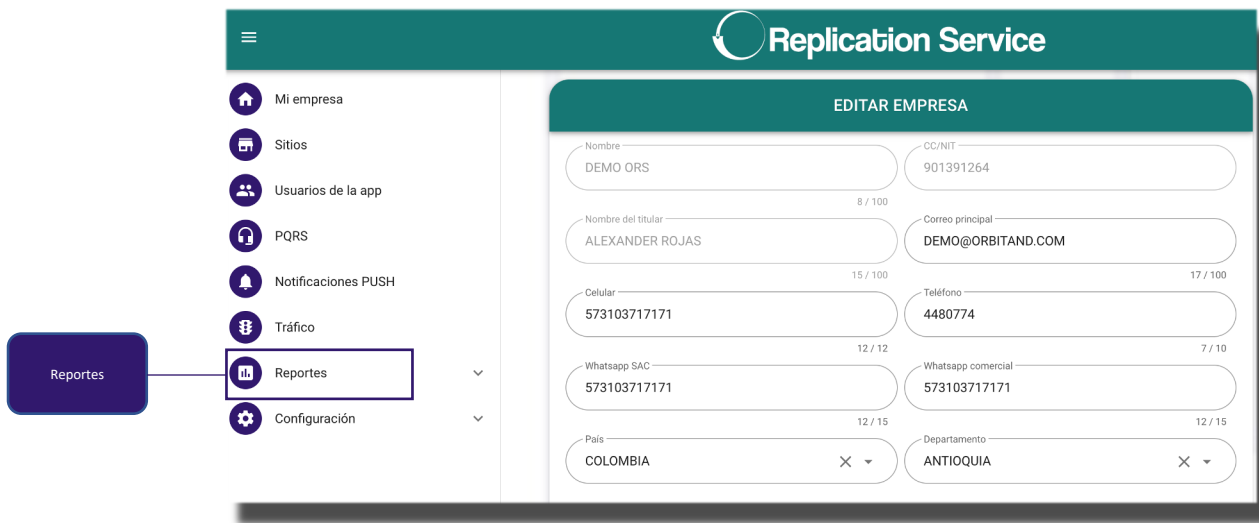 Replication Service
Mi empresa
Sitios
Usuarios de la app
PQRS
Notificaciones PUSH
Tráfico
Reportes
Reportes
Configuración
EDITAR EMPRESA
Nombre
DEMO ORS
8 / 100
CC/NIT
901391264
Nombre del titular
ALEXANDER ROJAS
15 / 100
Correo principal
DEMO@ORBITAND.COM
17 / 100
Celular
573103717171
12 / 12
Teléfono
4480774
7 / 10
Whatsapp SAC
573103717171
12 / 15
Whatsapp comercial
573103717171
12 / 15
País
COLOMBIA
Departamento
ANTIOQUIA